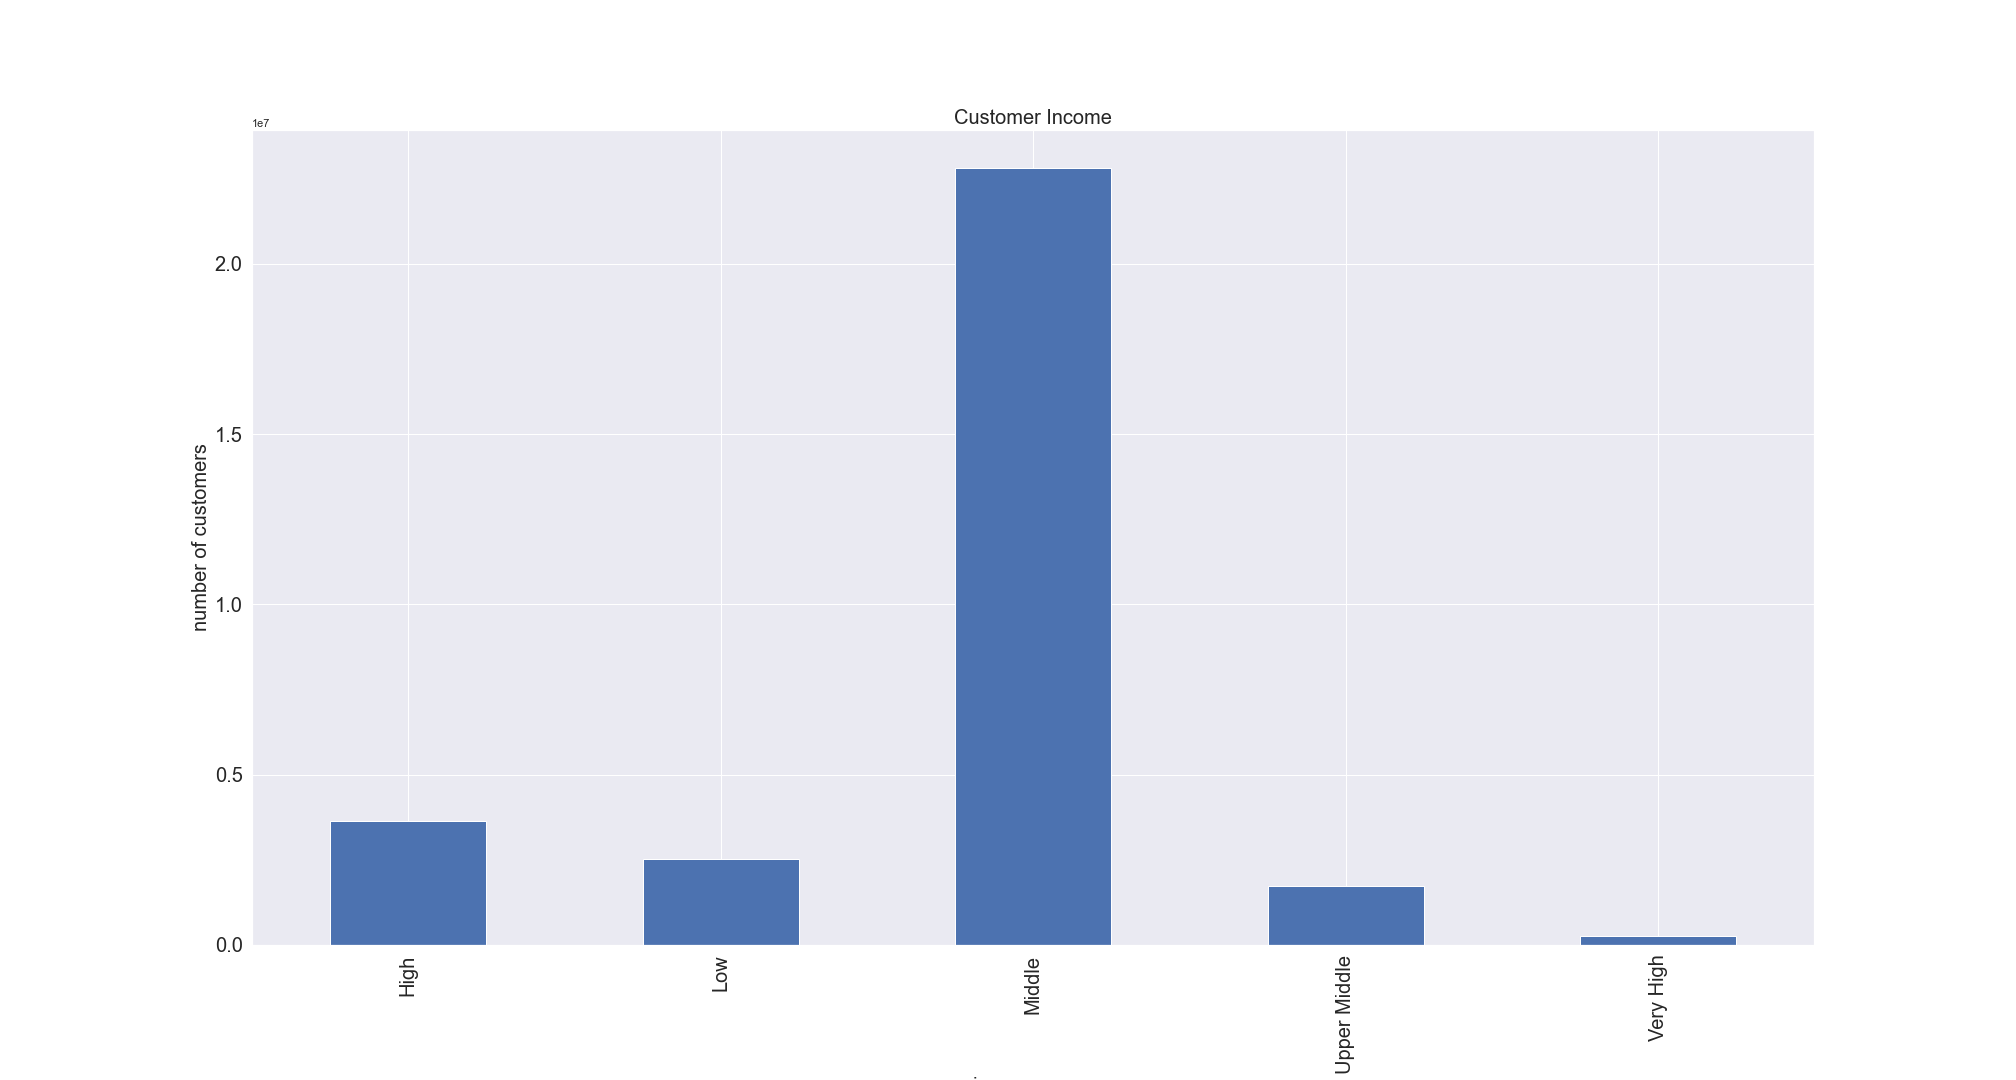 Customer Income
1e7
2.0
1.5
1.0
0.5
0.0
number of customers
High
Low
Middle
Upper Middle
Very High